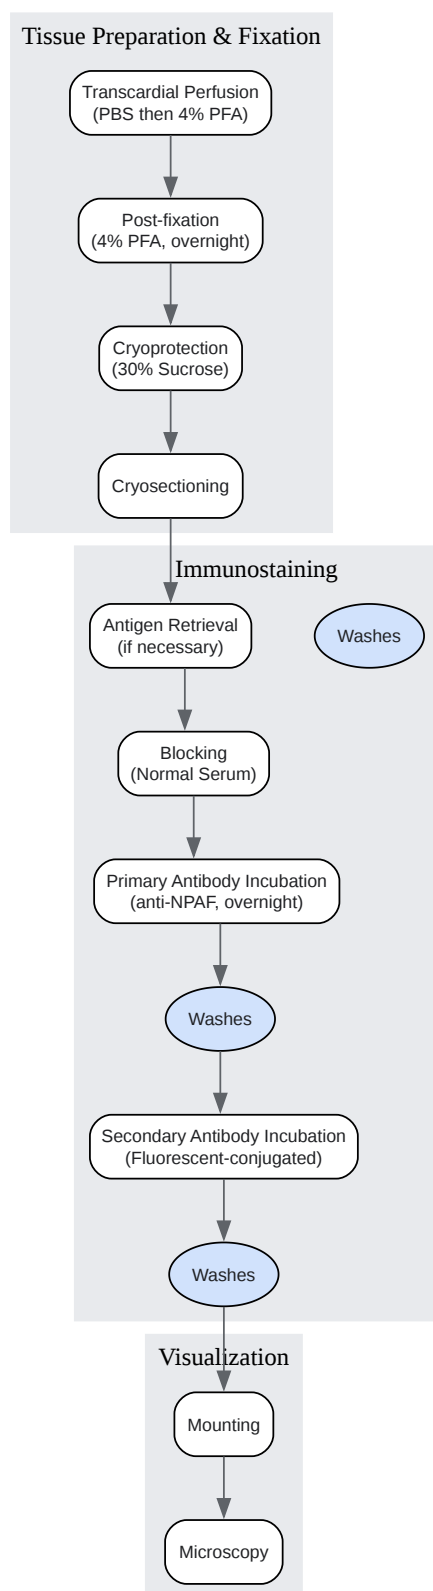 Tissue Preparation & Fixation
Transcardial Perfusion
(PBS then 4% PFA)
Post-fixation
(4% PFA, overnight)
Cryoprotection
(30% Sucrose)
Cryosectioning
Immunostaining
Antigen Retrieval
(if necessary)
Washes
Blocking
(Normal Serum)
Primary Antibody Incubation
(anti-NPAF, overnight)
Washes
Secondary Antibody Incubation
(Fluorescent-conjugated)
Washes
Visualization
Mounting
Microscopy